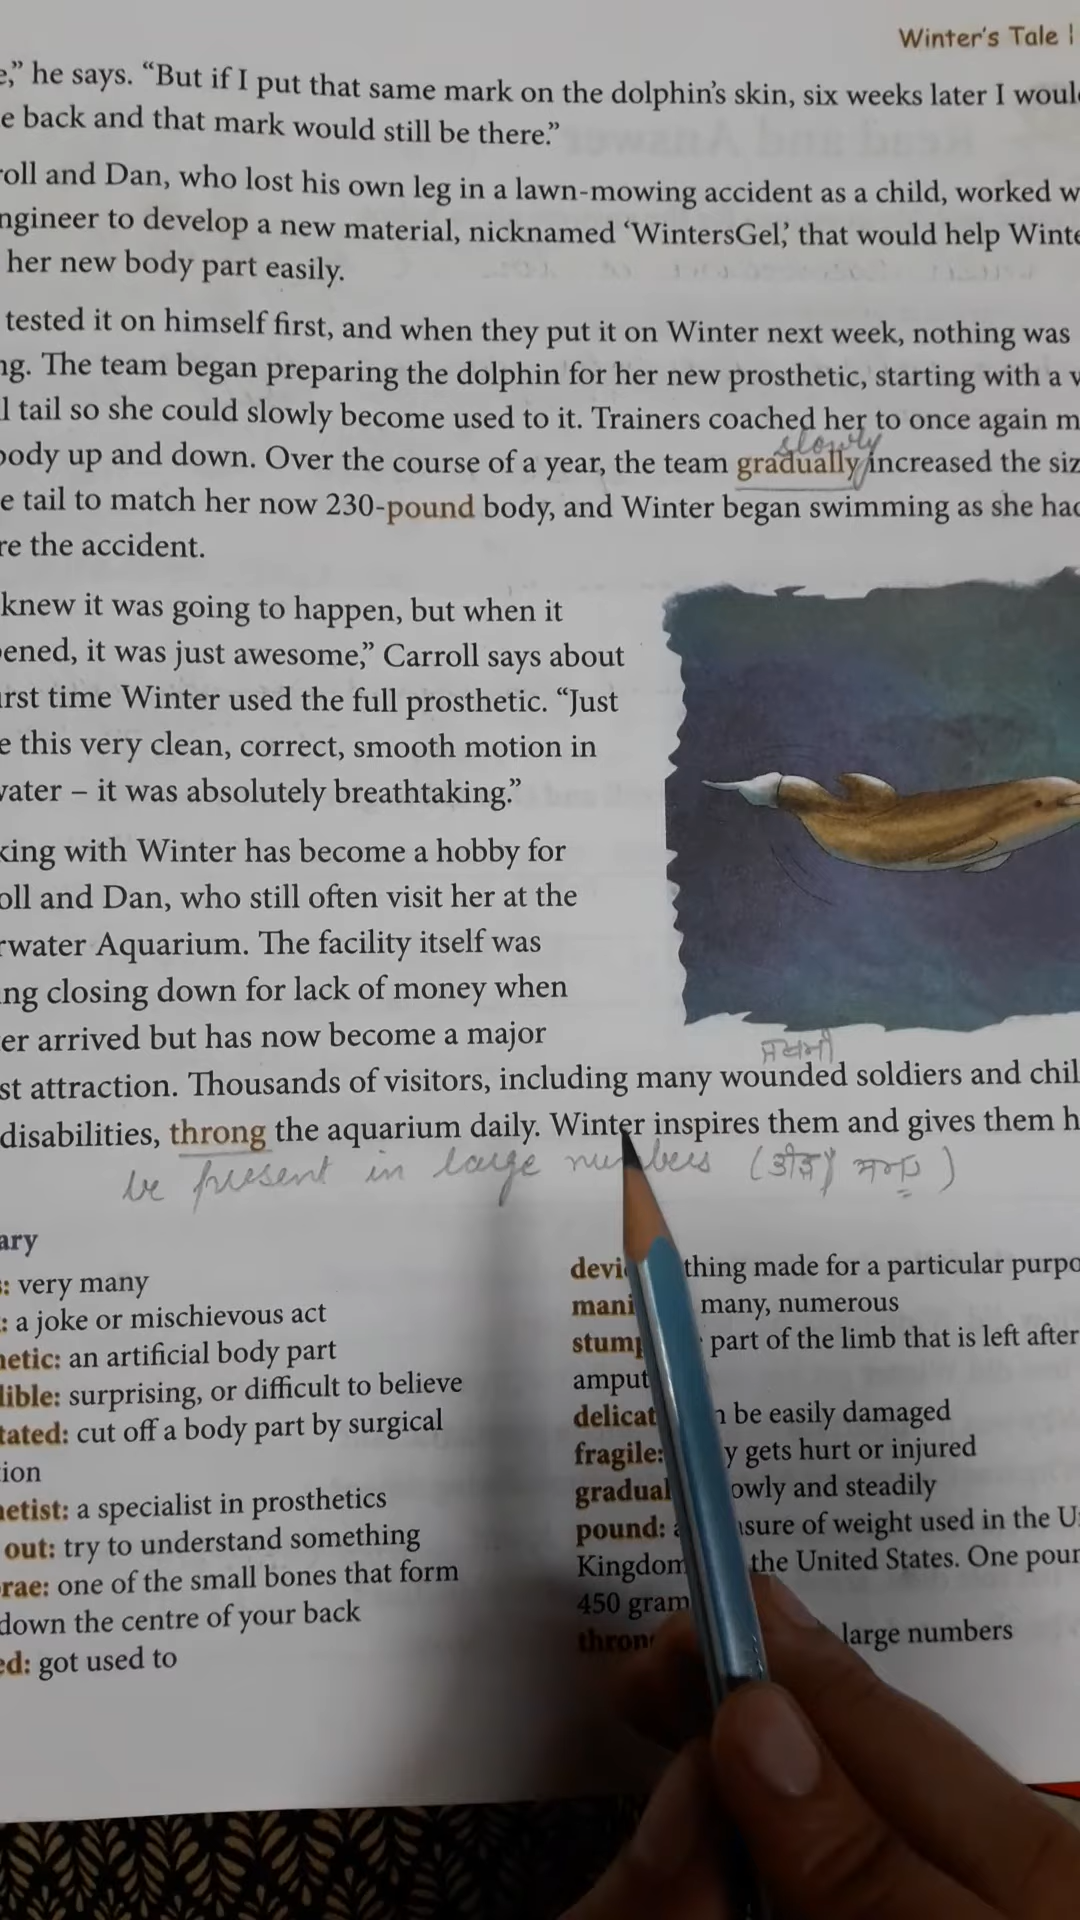 Winter's Tale |
e," he says. "But if I put that same mark on the dolphin's skin, six weeks later I woul
e back and that mark would still be there."
roll and Dan, who lost his own leg in a lawn-mowing accident as a child, worked w
ngineer to develop a new material, nicknamed 'WintersGel,' that would help Winte
her new body part easily.
tested it on himself first, and when they put it on Winter next week, nothing was
ng. The team began preparing the dolphin for her new prosthetic, starting with a v
l tail so she could slowly become used to it. Trainers coached her to once again m
slowly
body up and down. Over the course of a year, the team gradually increased the siz
e tail to match her now 230-pound body, and Winter began swimming as she had
re the accident.
knew it was going to happen, but when it
ened, it was just awesome," Carroll says about
irst time Winter used the full prosthetic. "Just
e this very clean, correct, smooth motion in
vater – it was absolutely breathtaking."
king with Winter has become a hobby for
oll and Dan, who still often visit her at the
rwater Aquarium. The facility itself was
ng closing down for lack of money when
er arrived but has now become a major
st attraction. Thousands of visitors, including many wounded soldiers and chil
disabilities, throng the aquarium daily. Winter inspires them and gives them h
be present in large numbers
ary
: very many
: a joke or mischievous act
etic: an artificial body part
lible: surprising, or difficult to believe
tated: cut off a body part by surgical
ion
etist: a specialist in prosthetics
out: try to understand something
rae: one of the small bones that form
down the centre of your back
ed: got used to
devi thing made for a particular purpo
mani many, numerous
stump part of the limb that is left after
amput
delicat n be easily damaged
fragile: y gets hurt or injured
gradual owly and steadily
pound: a sure of weight used in the U
Kingdom the United States. One poun
450 gram
throng large numbers